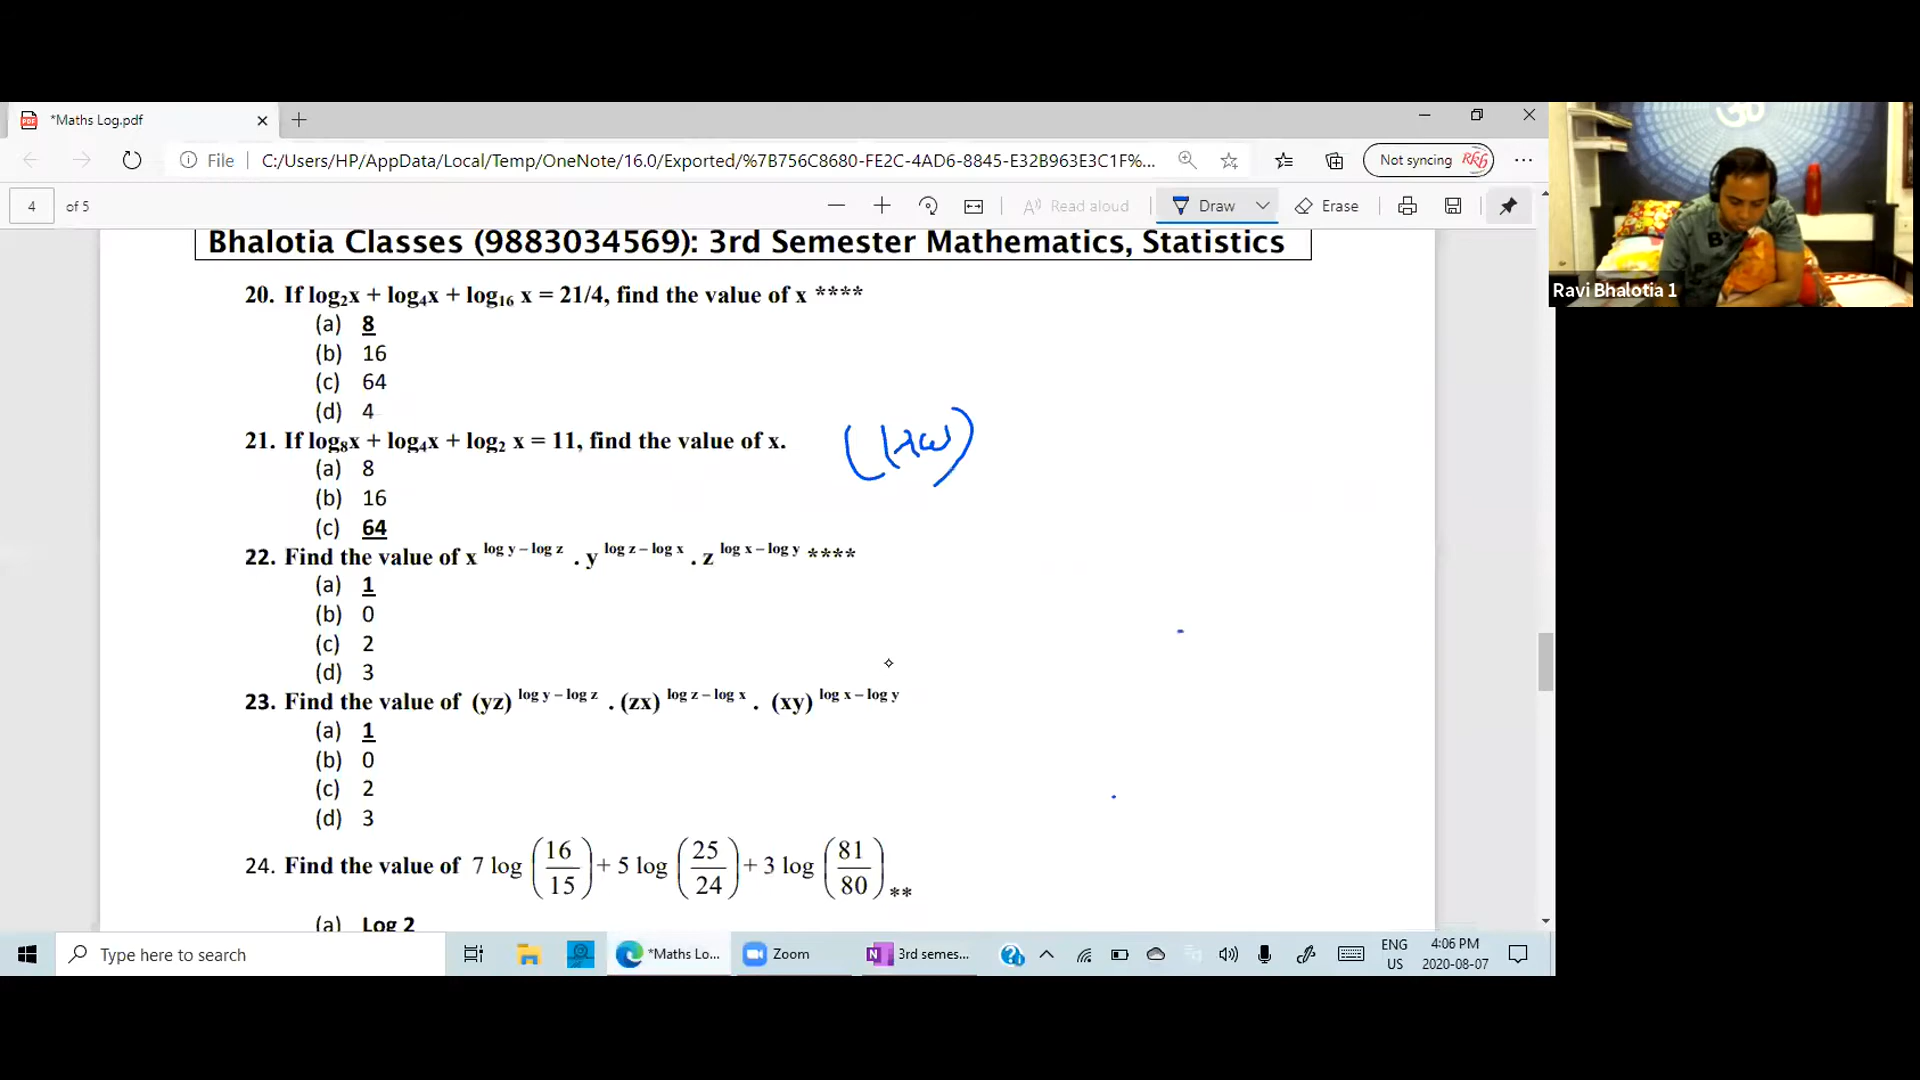 *Maths Log.pdf
File C:/Users/HP/AppData/Local/Temp/OneNote/16.0/Exported/%7B756C8680-FE2C-4AD6-8845-E32B963E3C1F%... Not syncing
4 of 5 Read aloud Draw Erase
Ravi Bhalotia 1
Bhalotia Classes (9883034569): 3rd Semester Mathematics, Statistics
20. If log₂x + log₄x + log₁₆ x = 21/4, find the value of x ****
(a) 8
(b) 16
(c) 64
(d) 4
21. If log₈x + log₄x + log₂ x = 11, find the value of x. (HW)
(a) 8
(b) 16
(c) 64
22. Find the value of x log y – log z . y log z – log x . z log x – log y ****
(a) 1
(b) 0
(c) 2
(d) 3
23. Find the value of (yz) log y – log z . (zx) log z – log x . (xy) log x – log y
(a) 1
(b) 0
(c) 2
(d) 3
24. Find the value of 7 log (16/15) + 5 log (25/24) + 3 log (81/80) **
(a) Log 2
Type here to search *Maths Lo... Zoom 3rd semes... ENG US 4:06 PM 2020-08-07